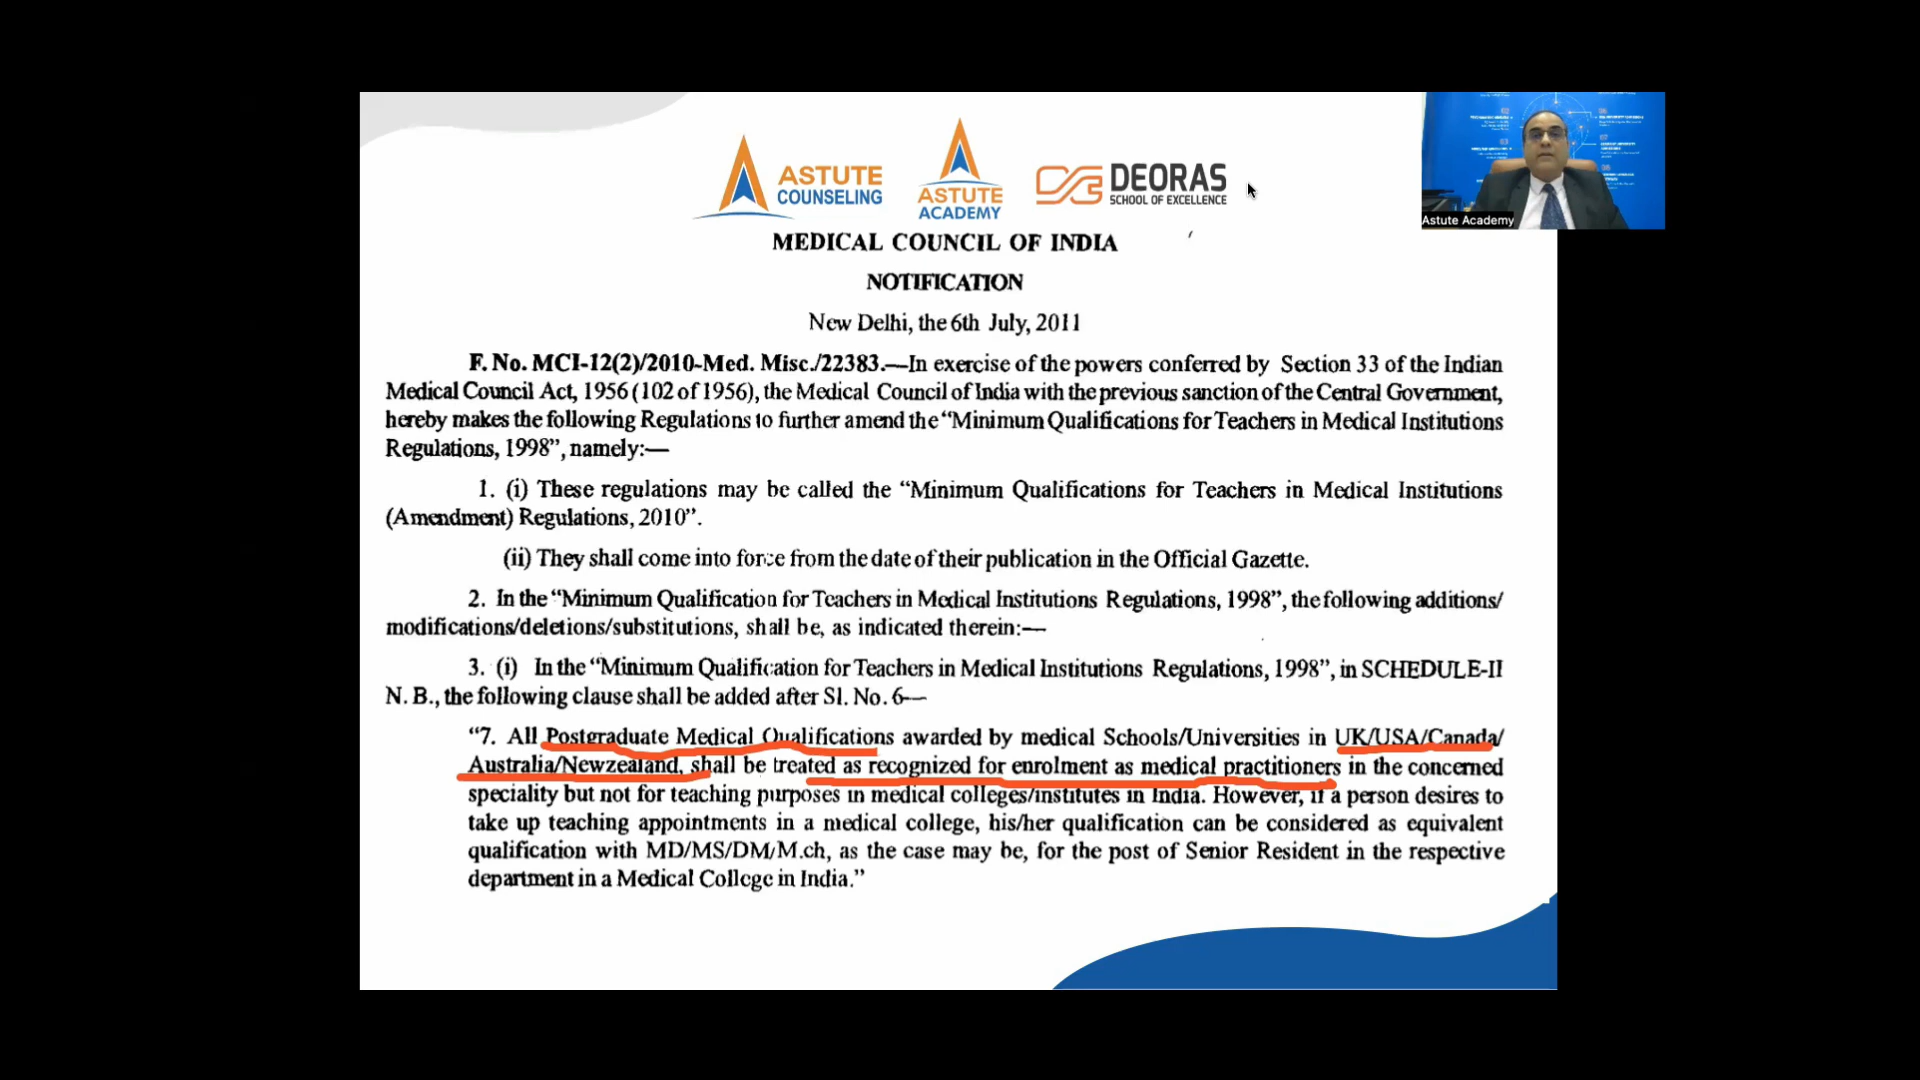 ASTUTE
COUNSELING
ASTUTE
ACADEMY
DEORAS
SCHOOL OF EXCELLENCE
Astute Academy
MEDICAL COUNCIL OF INDIA
NOTIFICATION
New Delhi, the 6th July, 2011
F. No. MCI-12(2)/2010-Med. Misc./22383.—In exercise of the powers conferred by Section 33 of the Indian
Medical Council Act, 1956 (102 of 1956), the Medical Council of India with the previous sanction of the Central Government,
hereby makes the following Regulations to further amend the “Minimum Qualifications for Teachers in Medical Institutions
Regulations, 1998”, namely:—
1. (i) These regulations may be called the “Minimum Qualifications for Teachers in Medical Institutions
(Amendment) Regulations, 2010”.
(ii) They shall come into force from the date of their publication in the Official Gazette.
2. In the “Minimum Qualification for Teachers in Medical Institutions Regulations, 1998”, the following additions/
modifications/deletions/substitutions, shall be, as indicated therein:—
3. (i) In the “Minimum Qualification for Teachers in Medical Institutions Regulations, 1998”, in SCHEDULE-II
N. B., the following clause shall be added after Sl. No. 6—
“7. All Postgraduate Medical Qualifications awarded by medical Schools/Universities in UK/USA/Canada/
Australia/Newzealand, shall be treated as recognized for enrolment as medical practitioners in the concerned
speciality but not for teaching purposes in medical colleges/institutes in India. However, if a person desires to
take up teaching appointments in a medical college, his/her qualification can be considered as equivalent
qualification with MD/MS/DM/M.ch, as the case may be, for the post of Senior Resident in the respective
department in a Medical College in India.”